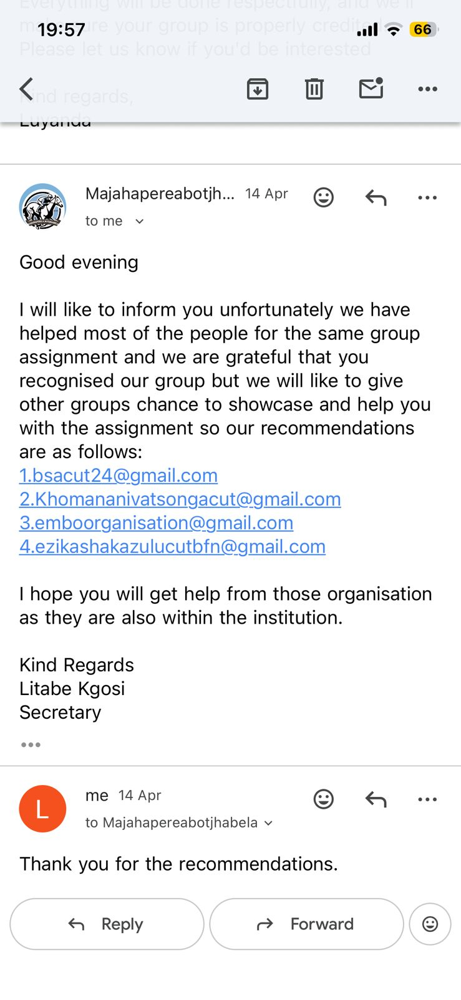 Everything will be done respectfully, and we'll
19:57
66
make sure your group is properly credited
Please let us know if you'd be interested
Kind regards,
Luyanda
Majahapereabotjh... 14 Apr
to me
Good evening
I will like to inform you unfortunately we have
helped most of the people for the same group
assignment and we are grateful that you
recognised our group but we will like to give
other groups chance to showcase and help you
with the assignment so our recommendations
are as follows:
1.bsacut24@gmail.com
2.Khomananivatsongacut@gmail.com
3.emboorganisation@gmail.com
4.ezikashakazulucutbfn@gmail.com
I hope you will get help from those organisation
as they are also within the institution.
Kind Regards
Litabe Kgosi
Secretary
L
me 14 Apr
to Majahapereabotjhabela
Thank you for the recommendations.
Reply
Forward